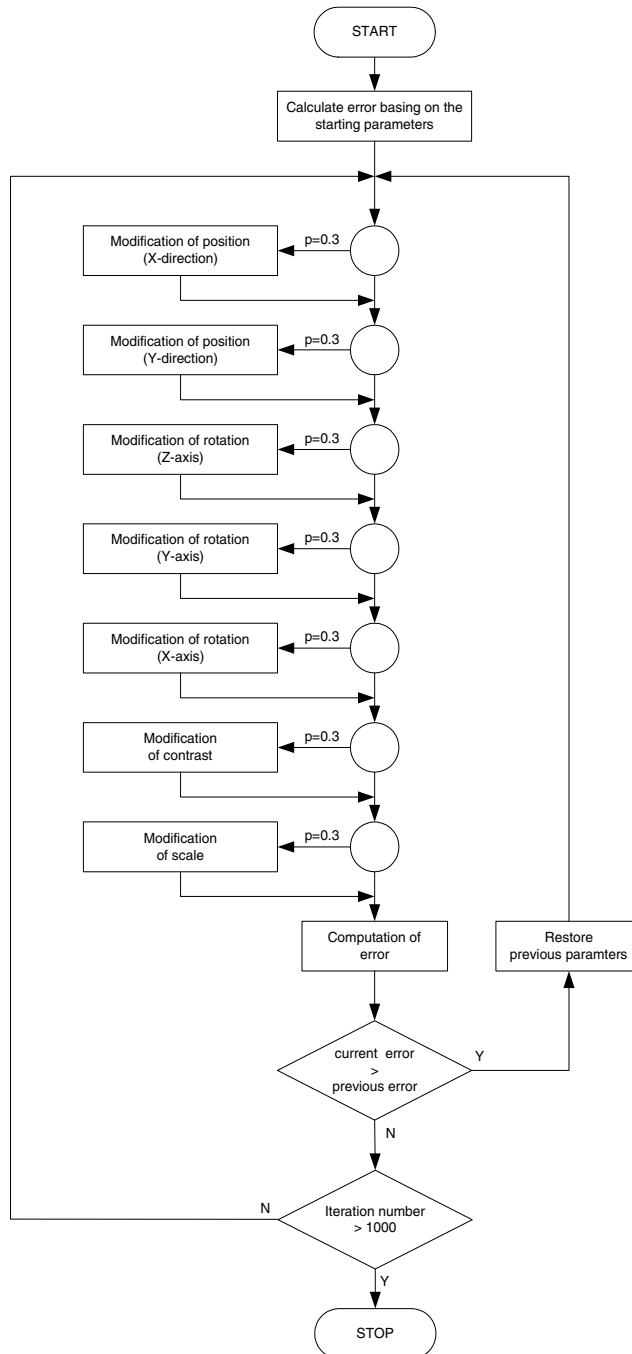 START
Calculate error basing on the
starting parameters
Modification of position
(X-direction)
p=0.3
Modification of position
(Y-direction)
p=0.3
Modification of rotation
(Z-axis)
p=0.3
Modification of rotation
(Y-axis)
p=0.3
Modification of rotation
(X-axis)
p=0.3
Modification
of contrast
p=0.3
Modification
of scale
p=0.3
Computation of
error
Restore
previous paramters
current error
>
previous error
Y
N
Iteration number
> 1000
N
Y
STOP